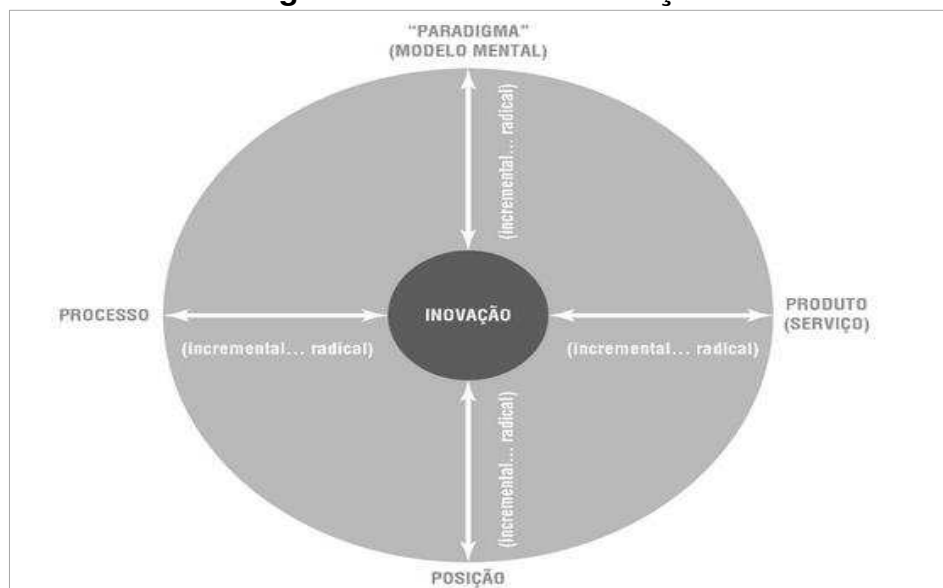 “PARADIGMA”
(MODELO MENTAL)
(incremental... radical)
PROCESSO
INOVAÇÃO
PRODUTO
(SERVIÇO)
(incremental... radical)
(incremental... radical)
(incremental... radical)
POSIÇÃO